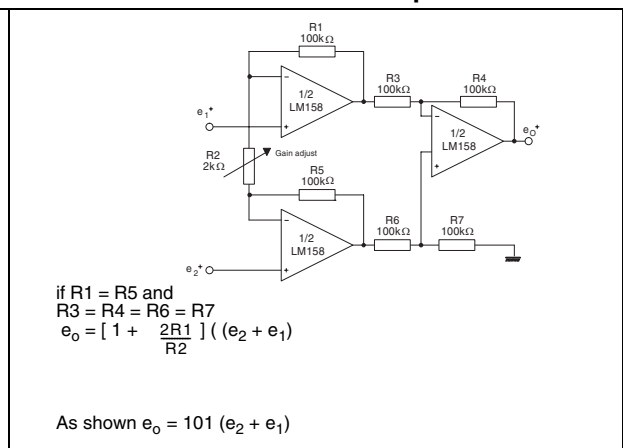 R1
100kΩ
1/2
LM158
e1+
R2
2kΩ
Gain adjust
R3
100kΩ
R4
100kΩ
1/2
LM158
eO+
R5
100kΩ
1/2
LM158
R6
100kΩ
R7
100kΩ
e2+
if R1 = R5 and
R3 = R4 = R6 = R7
eo = [ 1 + 2R1/R2 ] ( (e2 + e1)
As shown eo = 101 (e2 + e1)